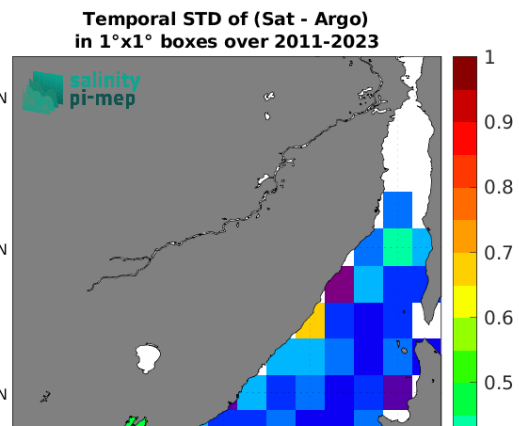 Temporal STD of (Sat - Argo)
in 1°x1° boxes over 2011-2023
salinity
pi-mep
N
N
N
1
0.9
0.8
0.7
0.6
0.5